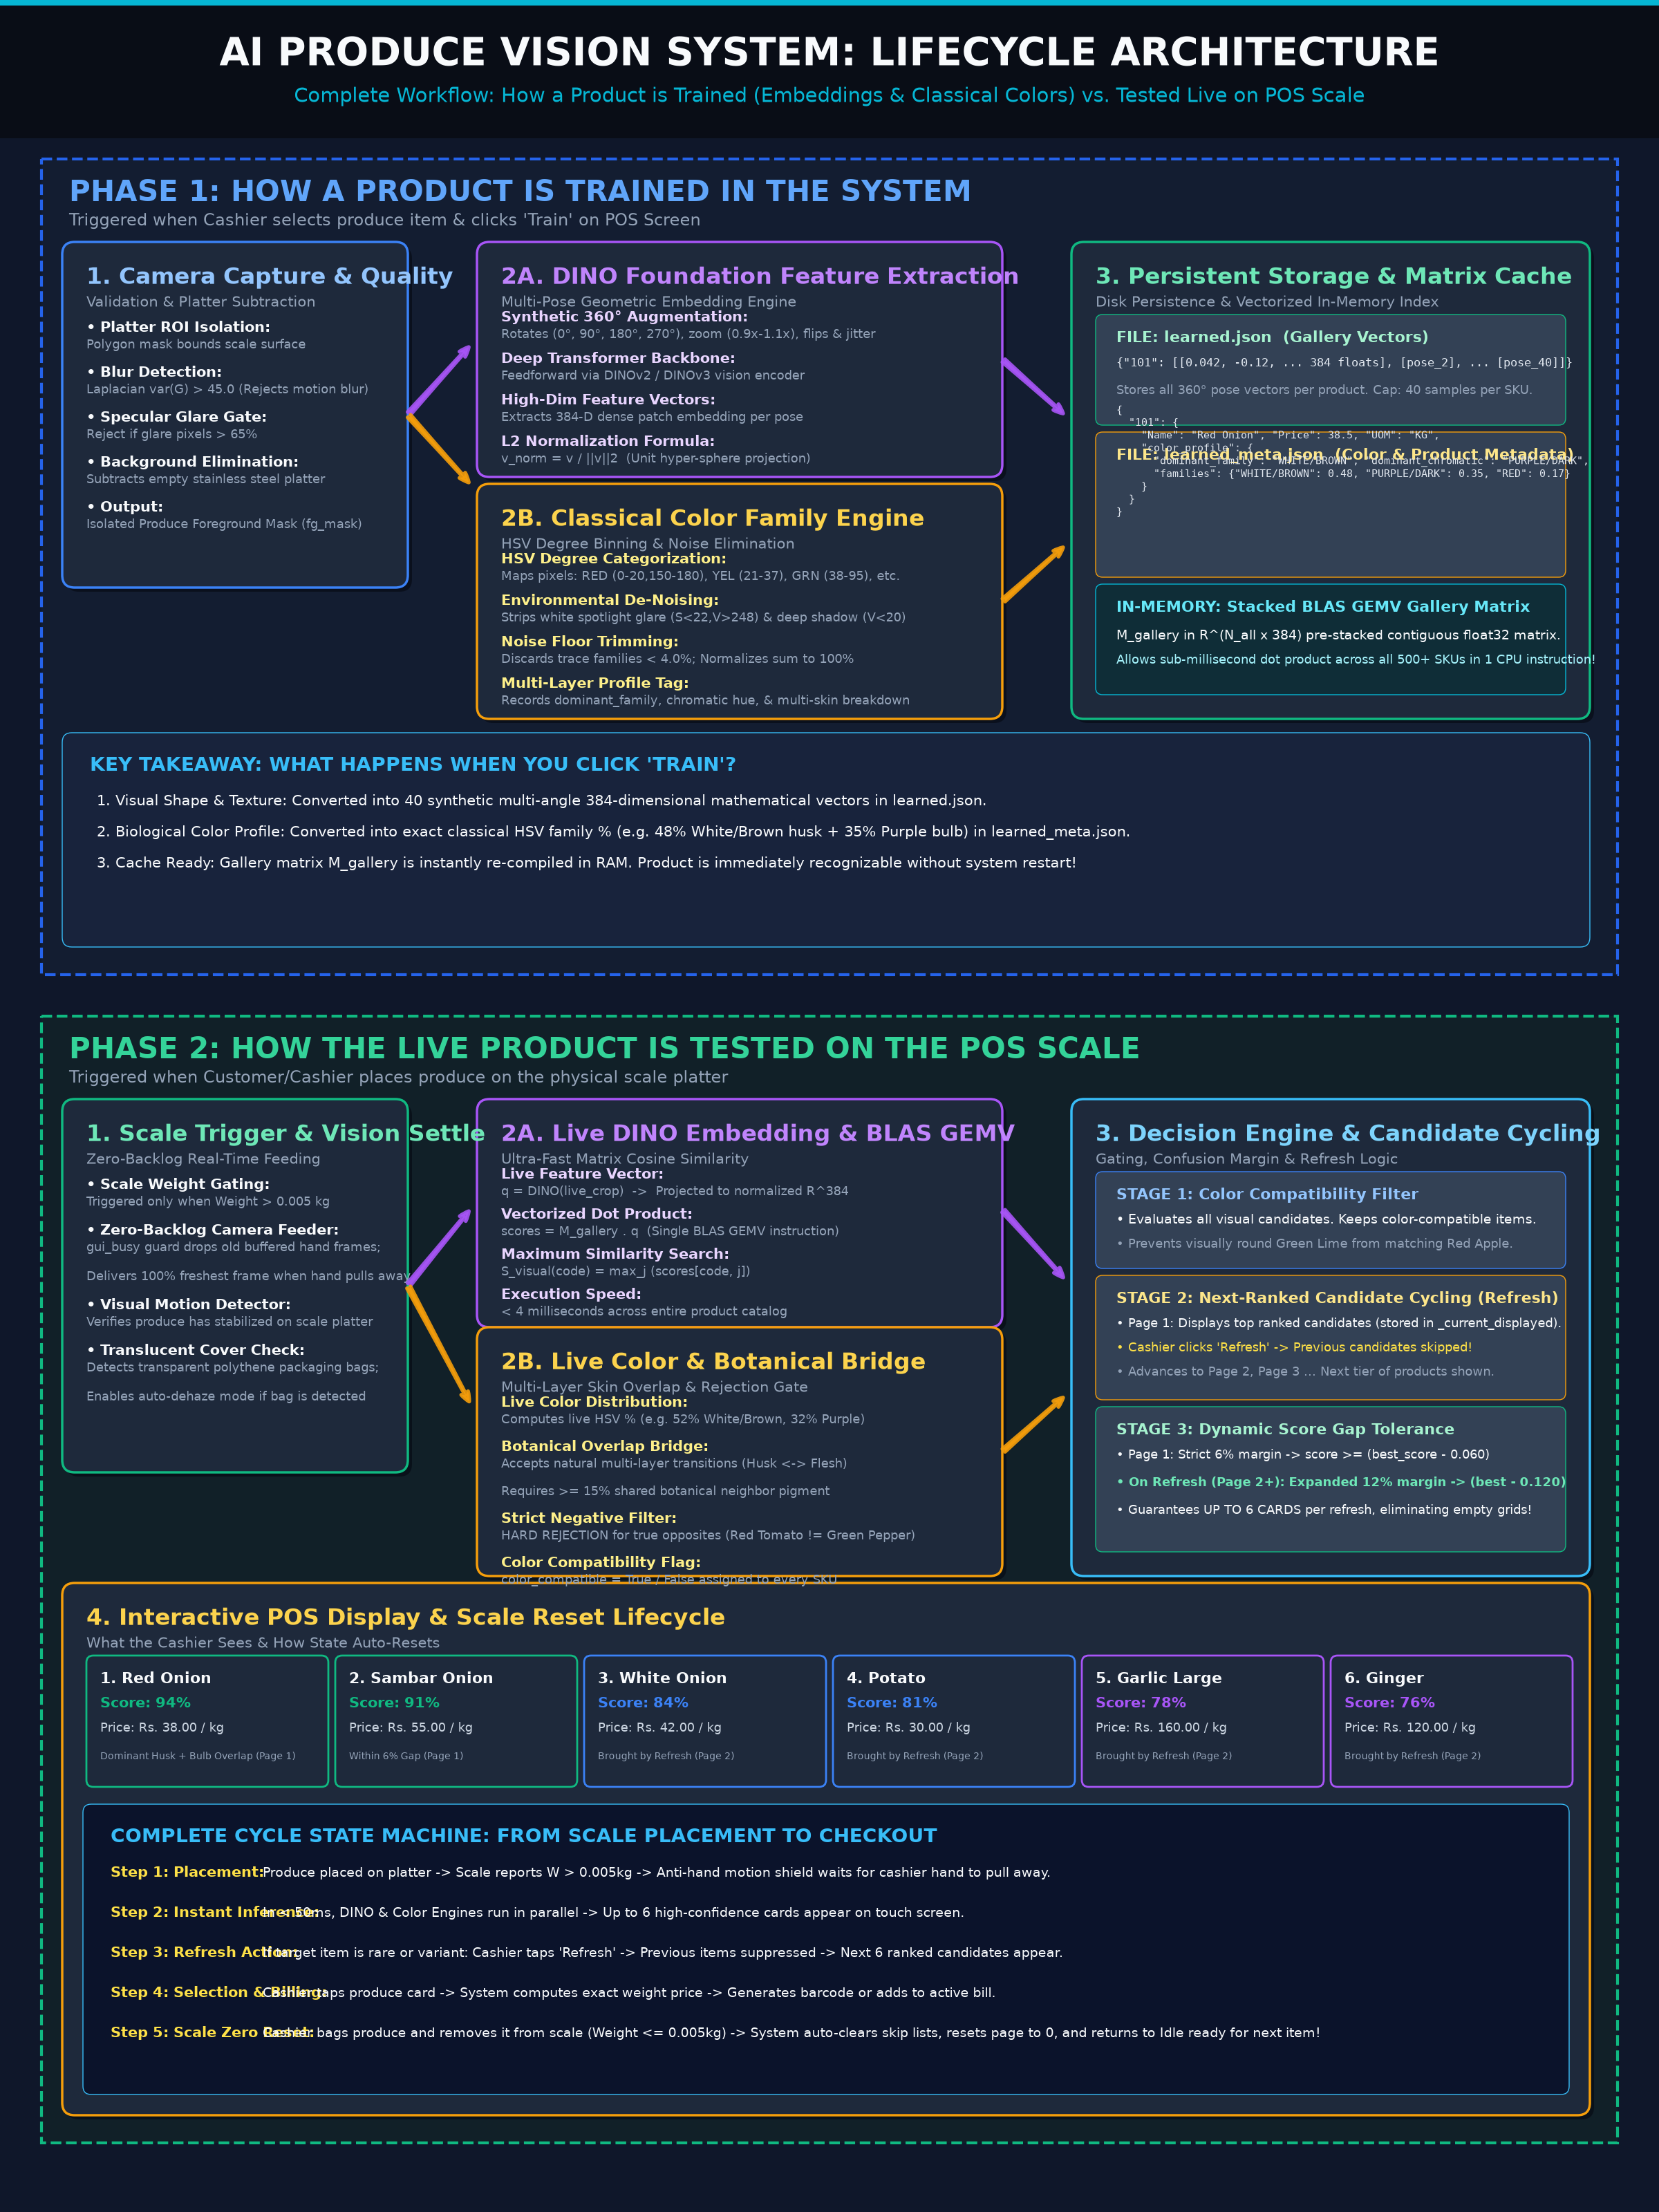 AI PRODUCE VISION SYSTEM: LIFECYCLE ARCHITECTURE
Complete Workflow: How a Product is Trained (Embeddings & Classical Colors) vs. Tested Live on POS Scale
PHASE 1: HOW A PRODUCT IS TRAINED IN THE SYSTEM
Triggered when Cashier selects produce item & clicks 'Train' on POS Screen
1. Camera Capture & Quality
Validation & Platter Subtraction
• Platter ROI Isolation:
Polygon mask bounds scale surface
• Blur Detection:
Laplacian var(G) > 45.0 (Rejects motion blur)
• Specular Glare Gate:
Reject if glare pixels > 65%
• Background Elimination:
Subtracts empty stainless steel platter
• Output:
Isolated Produce Foreground Mask (fg_mask)
2A. DINO Foundation Feature Extraction
Multi-Pose Geometric Embedding Engine
Synthetic 360° Augmentation:
Rotates (0°, 90°, 180°, 270°), zoom (0.9x-1.1x), flips & jitter
Deep Transformer Backbone:
Feedforward via DINOv2 / DINOv3 vision encoder
High-Dim Feature Vectors:
Extracts 384-D dense patch embedding per pose
L2 Normalization Formula:
v_norm = v / ||v||2  (Unit hyper-sphere projection)
2B. Classical Color Family Engine
HSV Degree Binning & Noise Elimination
HSV Degree Categorization:
Maps pixels: RED (0-20,150-180), YEL (21-37), GRN (38-95), etc.
Environmental De-Noising:
Strips white spotlight glare (S<22,V>248) & deep shadow (V<20)
Noise Floor Trimming:
Discards trace families < 4.0%; Normalizes sum to 100%
Multi-Layer Profile Tag:
Records dominant_family, chromatic hue, & multi-skin breakdown
3. Persistent Storage & Matrix Cache
Disk Persistence & Vectorized In-Memory Index
FILE: learned.json  (Gallery Vectors)
{"101": [[0.042, -0.12, ... 384 floats], [pose_2], ... [pose_40]]}
Stores all 360° pose vectors per product. Cap: 40 samples per SKU.
{
"101": {
"Name": "Red Onion", "Price": 38.5, "UOM": "KG",
"color_profile": {
FILE: learned_meta.json  (Color & Product Metadata)
"dominant_family": "WHITE/BROWN", "dominant_chromatic": "PURPLE/DARK",
"families": {"WHITE/BROWN": 0.48, "PURPLE/DARK": 0.35, "RED": 0.17}
}
}
}
IN-MEMORY: Stacked BLAS GEMV Gallery Matrix
M_gallery in R^(N_all x 384) pre-stacked contiguous float32 matrix.
Allows sub-millisecond dot product across all 500+ SKUs in 1 CPU instruction!
KEY TAKEAWAY: WHAT HAPPENS WHEN YOU CLICK 'TRAIN'?
1. Visual Shape & Texture: Converted into 40 synthetic multi-angle 384-dimensional mathematical vectors in learned.json.
2. Biological Color Profile: Converted into exact classical HSV family % (e.g. 48% White/Brown husk + 35% Purple bulb) in learned_meta.json.
3. Cache Ready: Gallery matrix M_gallery is instantly re-compiled in RAM. Product is immediately recognizable without system restart!
PHASE 2: HOW THE LIVE PRODUCT IS TESTED ON THE POS SCALE
Triggered when Customer/Cashier places produce on the physical scale platter
1. Scale Trigger & Vision Settle
Zero-Backlog Real-Time Feeding
• Scale Weight Gating:
Triggered only when Weight > 0.005 kg
• Zero-Backlog Camera Feeder:
gui_busy guard drops old buffered hand frames;
Delivers 100% freshest frame when hand pulls away.
• Visual Motion Detector:
Verifies produce has stabilized on scale platter
• Translucent Cover Check:
Detects transparent polythene packaging bags;
Enables auto-dehaze mode if bag is detected
2A. Live DINO Embedding & BLAS GEMV
Ultra-Fast Matrix Cosine Similarity
Live Feature Vector:
q = DINO(live_crop)  -> Projected to normalized R^384
Vectorized Dot Product:
scores = M_gallery . q  (Single BLAS GEMV instruction)
Maximum Similarity Search:
S_visual(code) = max_j (scores[code, j])
Execution Speed:
< 4 milliseconds across entire product catalog
2B. Live Color & Botanical Bridge
Multi-Layer Skin Overlap & Rejection Gate
Live Color Distribution:
Computes live HSV % (e.g. 52% White/Brown, 32% Purple)
Botanical Overlap Bridge:
Accepts natural multi-layer transitions (Husk <-> Flesh)
Requires >= 15% shared botanical neighbor pigment
Strict Negative Filter:
HARD REJECTION for true opposites (Red Tomato != Green Pepper)
Color Compatibility Flag:
color_compatible = True / False assigned to every SKU
3. Decision Engine & Candidate Cycling
Gating, Confusion Margin & Refresh Logic
STAGE 1: Color Compatibility Filter
• Evaluates all visual candidates. Keeps color-compatible items.
• Prevents visually round Green Lime from matching Red Apple.
STAGE 2: Next-Ranked Candidate Cycling (Refresh)
• Page 1: Displays top ranked candidates (stored in _current_displayed).
• Cashier clicks 'Refresh' -> Previous candidates skipped!
• Advances to Page 2, Page 3 ... Next tier of products shown.
STAGE 3: Dynamic Score Gap Tolerance
• Page 1: Strict 6% margin -> score >= (best_score - 0.060)
• On Refresh (Page 2+): Expanded 12% margin -> (best - 0.120)
• Guarantees UP TO 6 CARDS per refresh, eliminating empty grids!
4. Interactive POS Display & Scale Reset Lifecycle
What the Cashier Sees & How State Auto-Resets
1. Red Onion
Score: 94%
Price: Rs. 38.00 / kg
Dominant Husk + Bulb Overlap (Page 1)
2. Sambar Onion
Score: 91%
Price: Rs. 55.00 / kg
Within 6% Gap (Page 1)
3. White Onion
Score: 84%
Price: Rs. 42.00 / kg
Brought by Refresh (Page 2)
4. Potato
Score: 81%
Price: Rs. 30.00 / kg
Brought by Refresh (Page 2)
5. Garlic Large
Score: 78%
Price: Rs. 160.00 / kg
Brought by Refresh (Page 2)
6. Ginger
Score: 76%
Price: Rs. 120.00 / kg
Brought by Refresh (Page 2)
COMPLETE CYCLE STATE MACHINE: FROM SCALE PLACEMENT TO CHECKOUT
Step 1: Placement: Produce placed on platter -> Scale reports W > 0.005kg -> Anti-hand motion shield waits for cashier hand to pull away.
Step 2: Instant Inference: In < 50ms, DINO & Color Engines run in parallel -> Up to 6 high-confidence cards appear on touch screen.
Step 3: Refresh Action: If target item is rare or variant: Cashier taps 'Refresh' -> Previous items suppressed -> Next 6 ranked candidates appear.
Step 4: Selection & Billing: Cashier taps produce card -> System computes exact weight price -> Generates barcode or adds to active bill.
Step 5: Scale Zero Reset: Cashier bags produce and removes it from scale (Weight <= 0.005kg) -> System auto-clears skip lists, resets page to 0, and returns to Idle ready for next item!